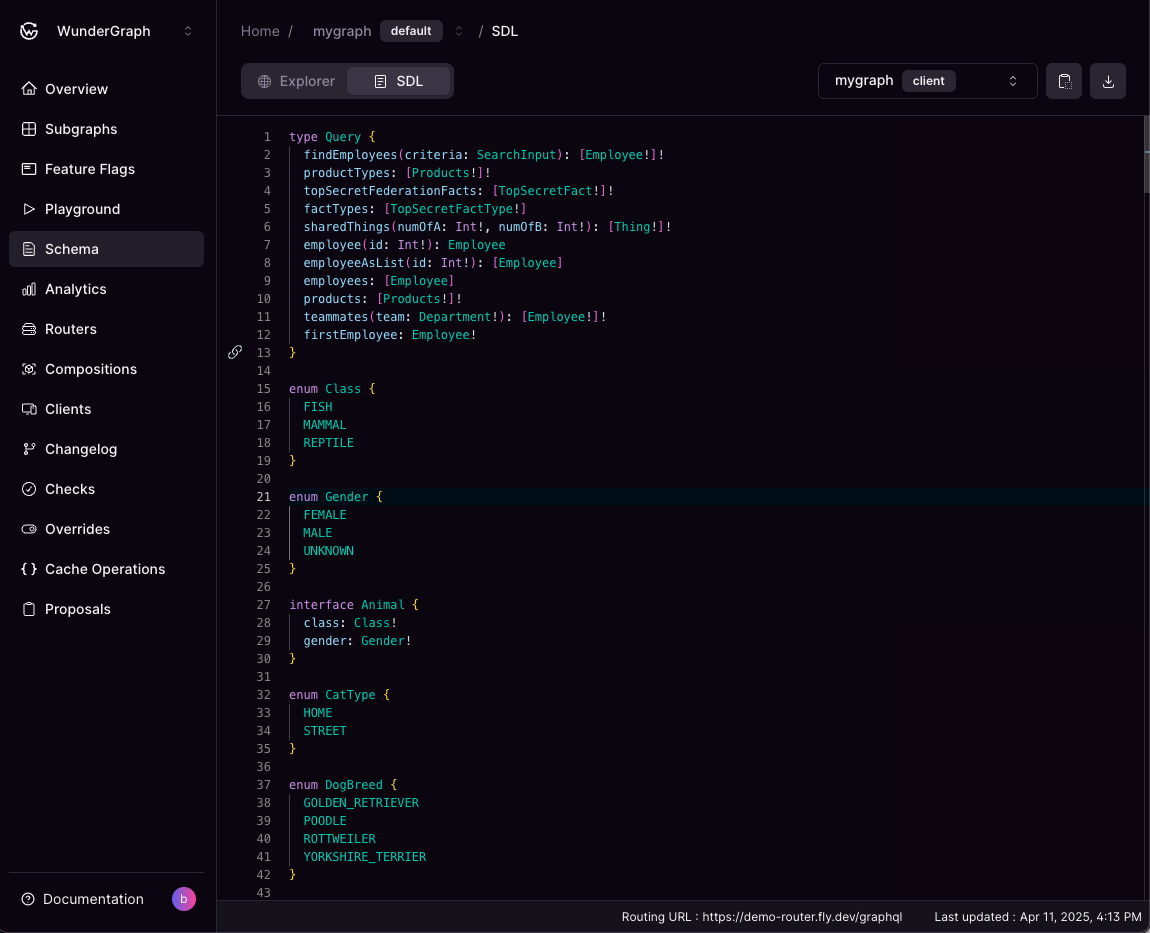 WunderGraph
Overview
Subgraphs
Feature Flags
Playground
Schema
Analytics
Routers
Compositions
Clients
Changelog
Checks
Overrides
Cache Operations
Proposals
Documentation
b
Home / mygraph default / SDL
Explorer SDL
mygraph client
1 type Query {
2 findEmployees(criteria: SearchInput): [Employee!]!
3 productTypes: [Products!]!
4 topSecretFederationFacts: [TopSecretFact!]!
5 factTypes: [TopSecretFactType!]
6 sharedThings(numOfA: Int!, numOfB: Int!): [Thing!]!
7 employee(id: Int!): Employee
8 employeeAsList(id: Int!): [Employee]
9 employees: [Employee]
10 products: [Products!]!
11 teammates(team: Department!): [Employee!]!
12 firstEmployee: Employee!
13 }
14
15 enum Class {
16 FISH
17 MAMMAL
18 REPTILE
19 }
20
21 enum Gender {
22 FEMALE
23 MALE
24 UNKNOWN
25 }
26
27 interface Animal {
28 class: Class!
29 gender: Gender!
30 }
31
32 enum CatType {
33 HOME
34 STREET
35 }
36
37 enum DogBreed {
38 GOLDEN_RETRIEVER
39 POODLE
40 ROTTWEILER
41 YORKSHIRE_TERRIER
42 }
43
Routing URL : https://demo-router.fly.dev/graphql Last updated : Apr 11, 2025, 4:13 PM